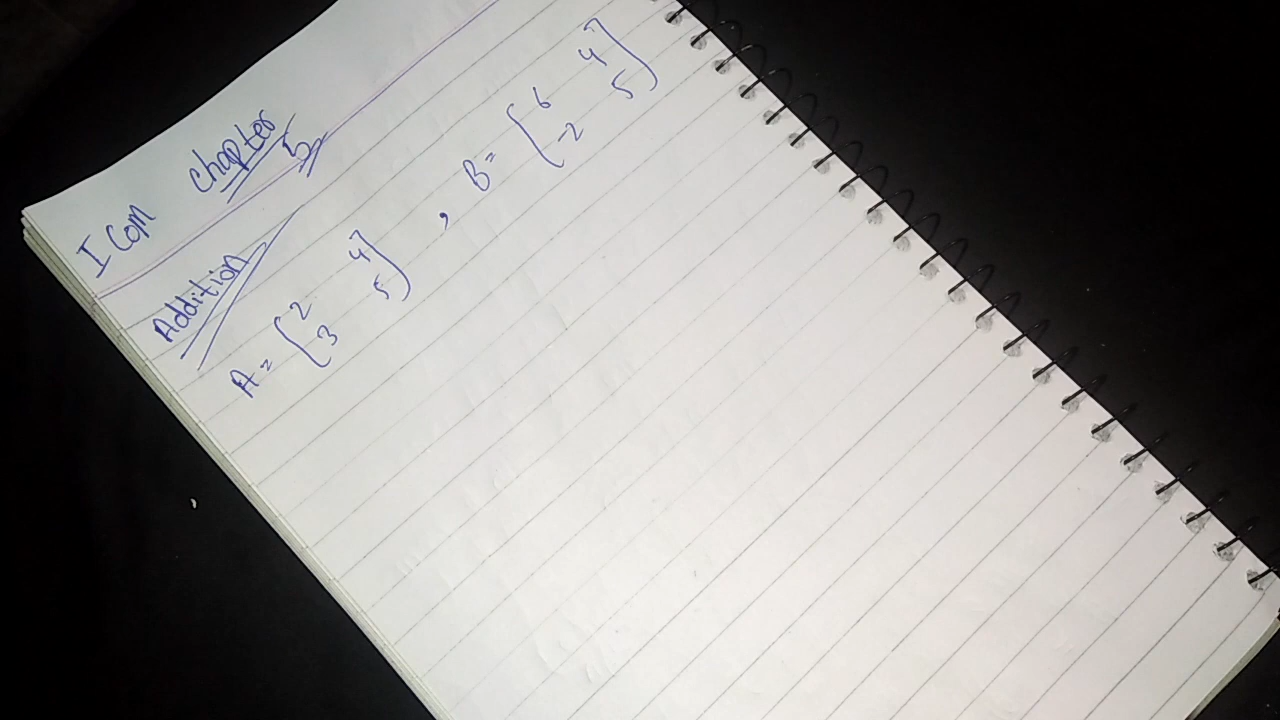 I Com Chapter 5
Addition
A = [2 4
3 5] , B = [6 4
-2 5]